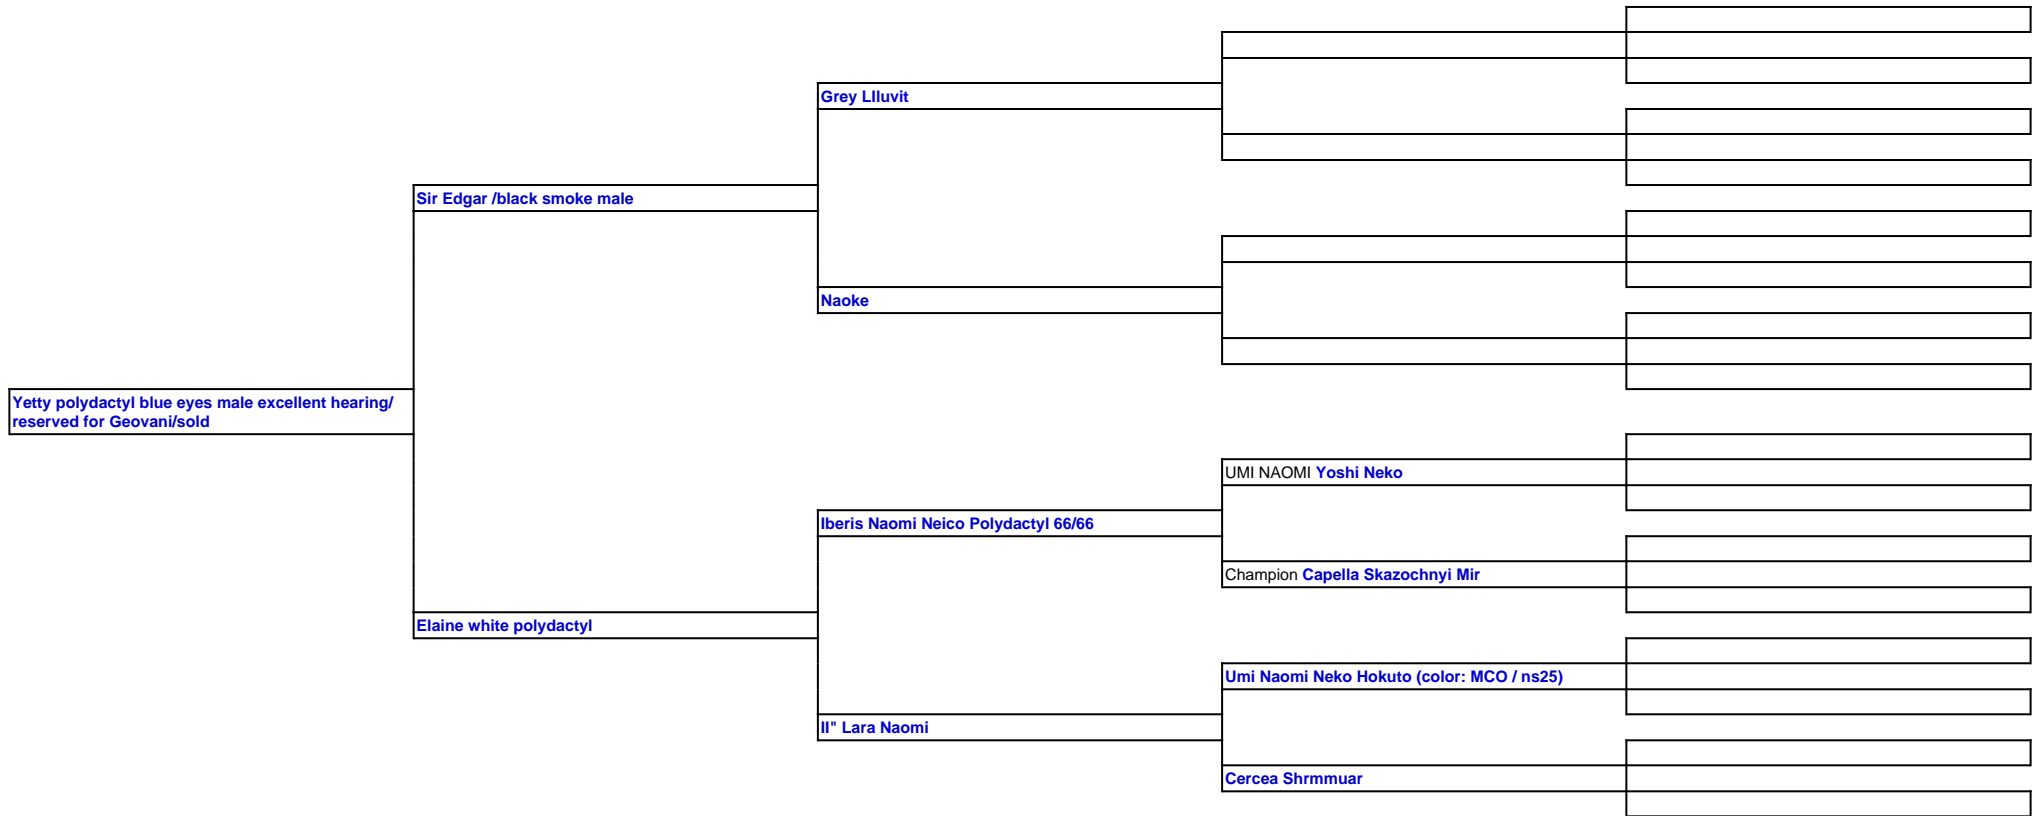 Grey LIluvit
Sir Edgar /black smoke male
Naoke
Yetty polydactyl blue eyes male excellent hearing/
reserved for Geovani/sold
UMI NAOMI Yoshi Neko
Iberis Naomi Neico Polydactyl 66/66
Champion Capella Skazochnyi Mir
Elaine white polydactyl
Umi Naomi Neko Hokuto (color: MCO / ns25)
II" Lara Naomi
Cercea Shrmmuar